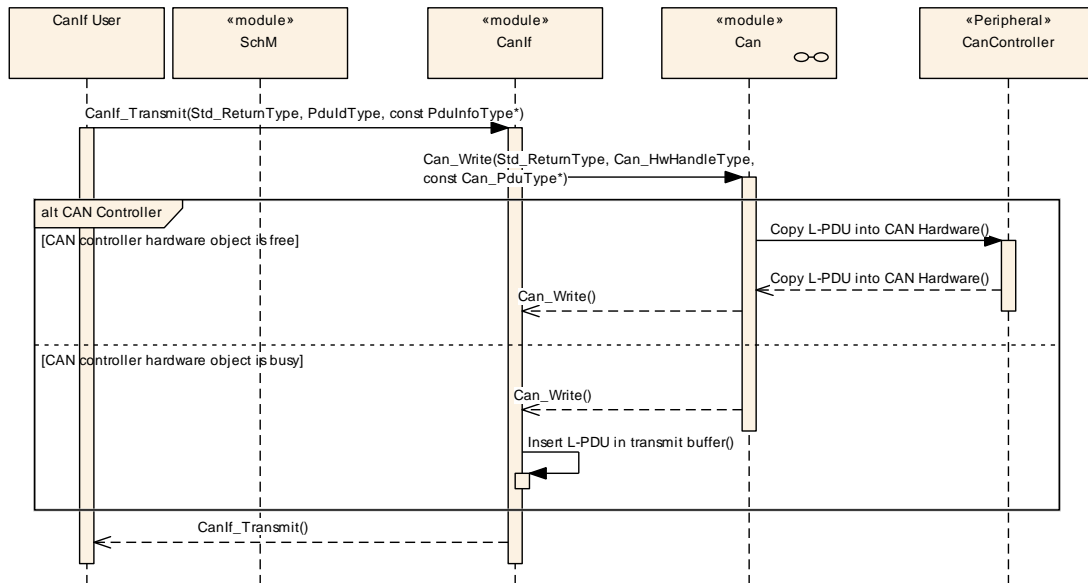 CanIf User
«module»
SchM
«module»
CanIf
«module»
Can
«Peripheral»
CanController
CanIf_Transmit(Std_ReturnType, PduIdType, const PduInfoType*)
Can_Write(Std_ReturnType, Can_HwHandleType,
const Can_PduType*)
alt CAN Controller
[CAN controller hardware object is free]
Copy L-PDU into CAN Hardware()
Copy L-PDU into CAN Hardware()
Can_Write()
[CAN controller hardware object is busy]
Can_Write()
Insert L-PDU in transmit buffer()
CanIf_Transmit()